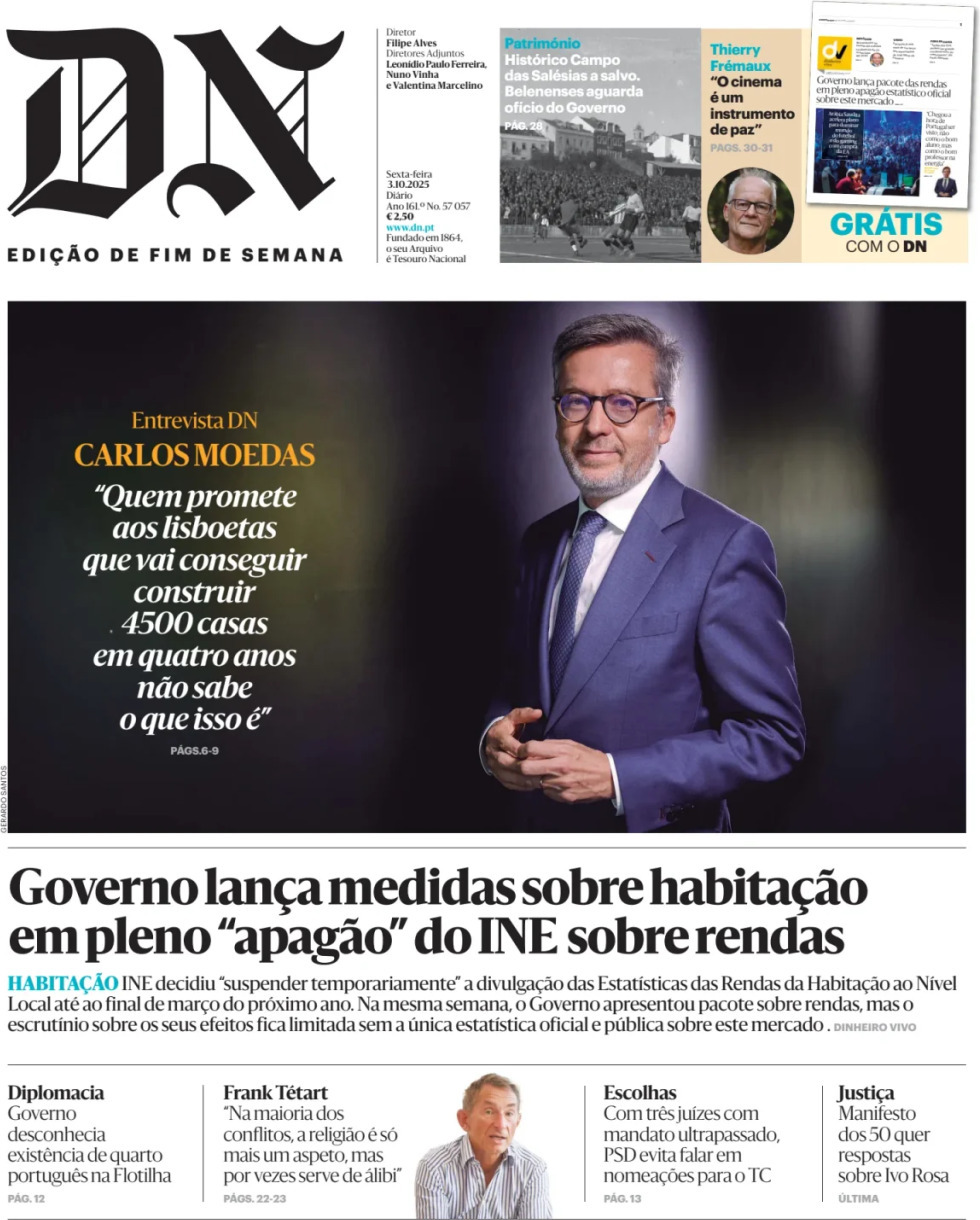 DN
EDIÇÃO DE FIM DE SEMANA
Diretor
Filipe Alves
Diretores Adjuntos
Leonídio Paulo Ferreira,
Nuno Vinha
e Valentina Marcelino
Sexta-feira
3.10.2025
Diário
Ano 161.º No. 57 057
€ 2,50
www.dn.pt
Fundado em 1864,
o seu Arquivo
é Tesouro Nacional
Património
Histórico Campo
das Salésias a salvo.
Belenenses aguarda
ofício do Governo
PÁG. 28
Thierry
Frémaux
“O cinema
é um
instrumento
de paz”
PAGS. 30-31
dv
Governo lança pacote das rendas
em pleno apagão estatístico oficial
sobre este mercado
GRÁTIS
COM O DN
Entrevista DN
CARLOS MOEDAS
“Quem promete
aos lisboetas
que vai conseguir
construir
4500 casas
em quatro anos
não sabe
o que isso é”
PÁGS.6-9
GERARDO SANTOS
Governo lança medidas sobre habitação
em pleno “apagão” do INE sobre rendas
HABITAÇÃO INE decidiu “suspender temporariamente” a divulgação das Estatísticas das Rendas da Habitação ao Nível
Local até ao final de março do próximo ano. Na mesma semana, o Governo apresentou pacote sobre rendas, mas o
escrutínio sobre os seus efeitos fica limitada sem a única estatística oficial e pública sobre este mercado . DINHEIRO VIVO
Diplomacia
Governo
desconhecia
existência de quarto
português na Flotilha
PÁG. 12
Frank Tétart
“Na maioria dos
conflitos, a religião é só
mais um aspeto, mas
por vezes serve de álibi”
PÁGS. 22-23
Escolhas
Com três juízes com
mandato ultrapassado,
PSD evita falar em
nomeações para o TC
PÁG. 13
Justiça
Manifesto
dos 50 quer
respostas
sobre Ivo Rosa
ÚLTIMA